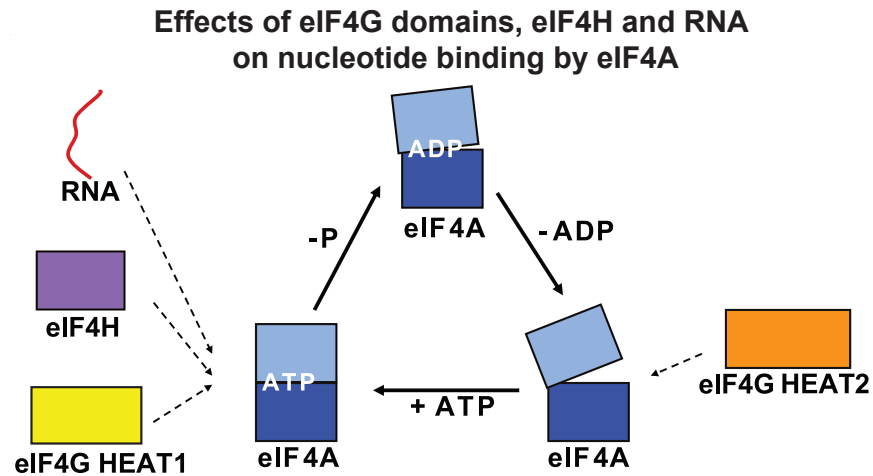 Effects of eIF4G domains, eIF4H and RNA
on nucleotide binding by eIF4A
ADP
RNA
eIF4A
-P
-ADP
eIF4H
ATP
eIF4G HEAT2
+ ATP
eIF4G HEAT1
eIF4A
eIF4A